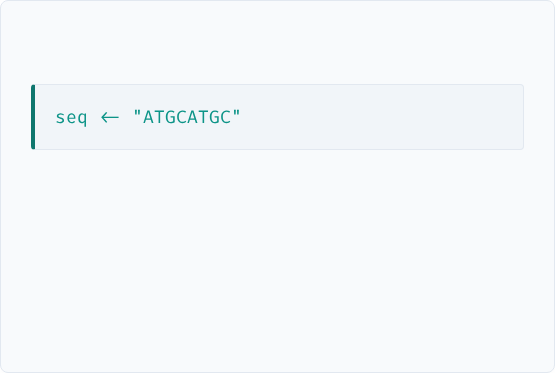 seq <- "ATGCATGC"